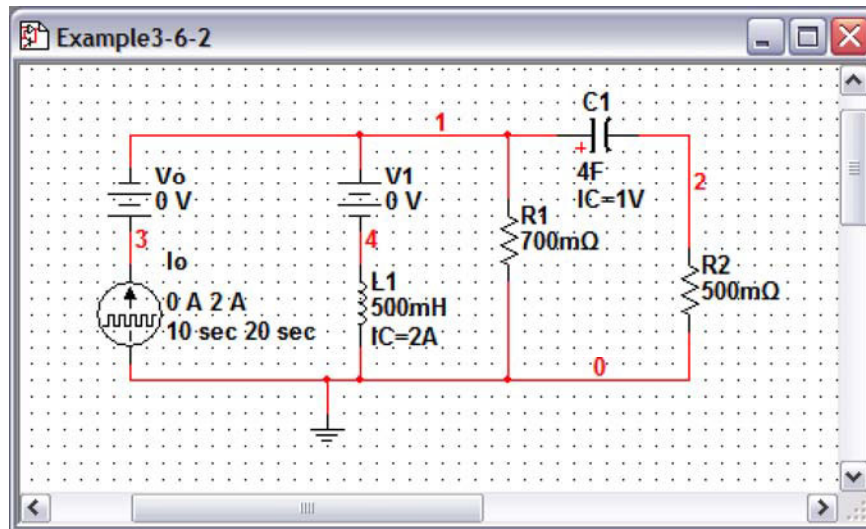 Example3-6-2
C1
1
+
4F
IC=1V
Vo
0 V
V1
0 V
2
3
4
R1
700mΩ
Io
0 A 2 A
10 sec 20 sec
L1
500mH
IC=2A
R2
500mΩ
0